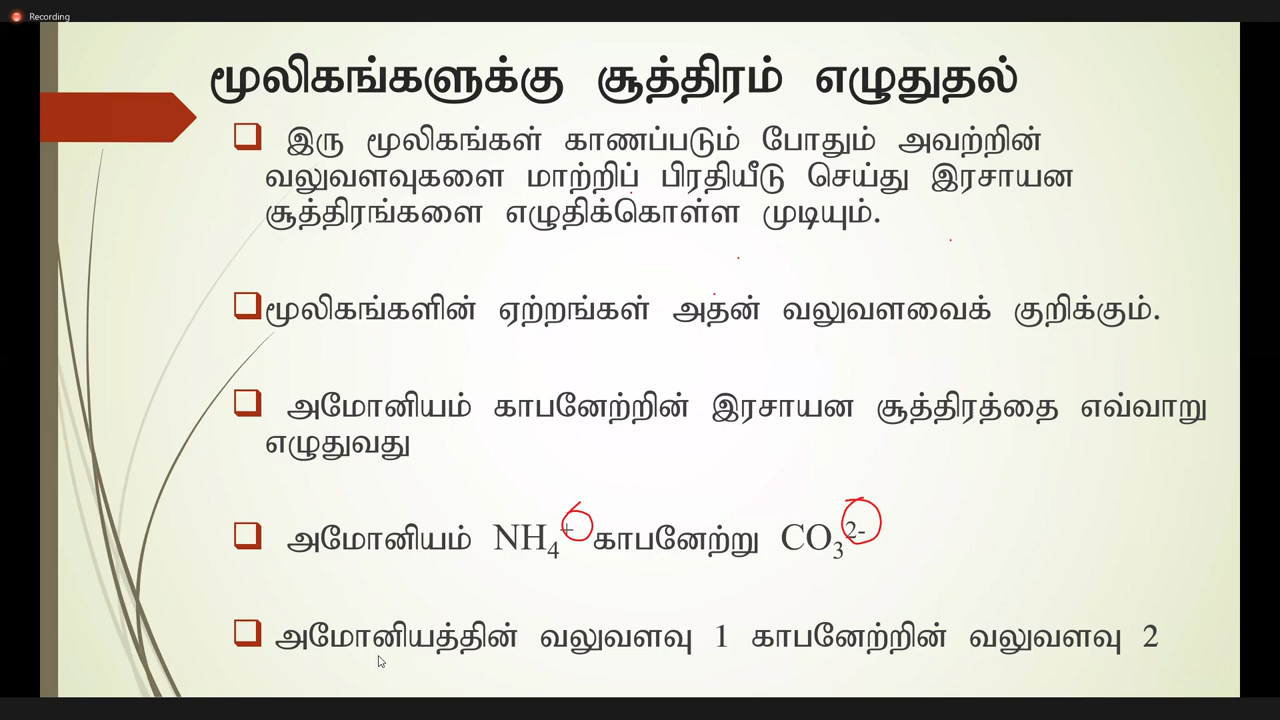 Recording
மூலிகங்களுக்கு சூத்திரம் எழுதுதல்
இரு மூலிகங்கள் காணப்படும் போதும் அவற்றின்
வலுவளவுகளை மாற்றிப் பிரதியீடு செய்து இரசாயன
சூத்திரங்களை எழுதிக்கொள்ள முடியும்.
மூலிகங்களின் ஏற்றங்கள் அதன் வலுவளவைக் குறிக்கும்.
அமோனியம் காபனேற்றின் இரசாயன சூத்திரத்தை எவ்வாறு
எழுதுவது
அமோனியம் NH₄⁺ காபனேற்று CO₃²⁻
அமோனியத்தின் வலுவளவு 1 காபனேற்றின் வலுவளவு 2